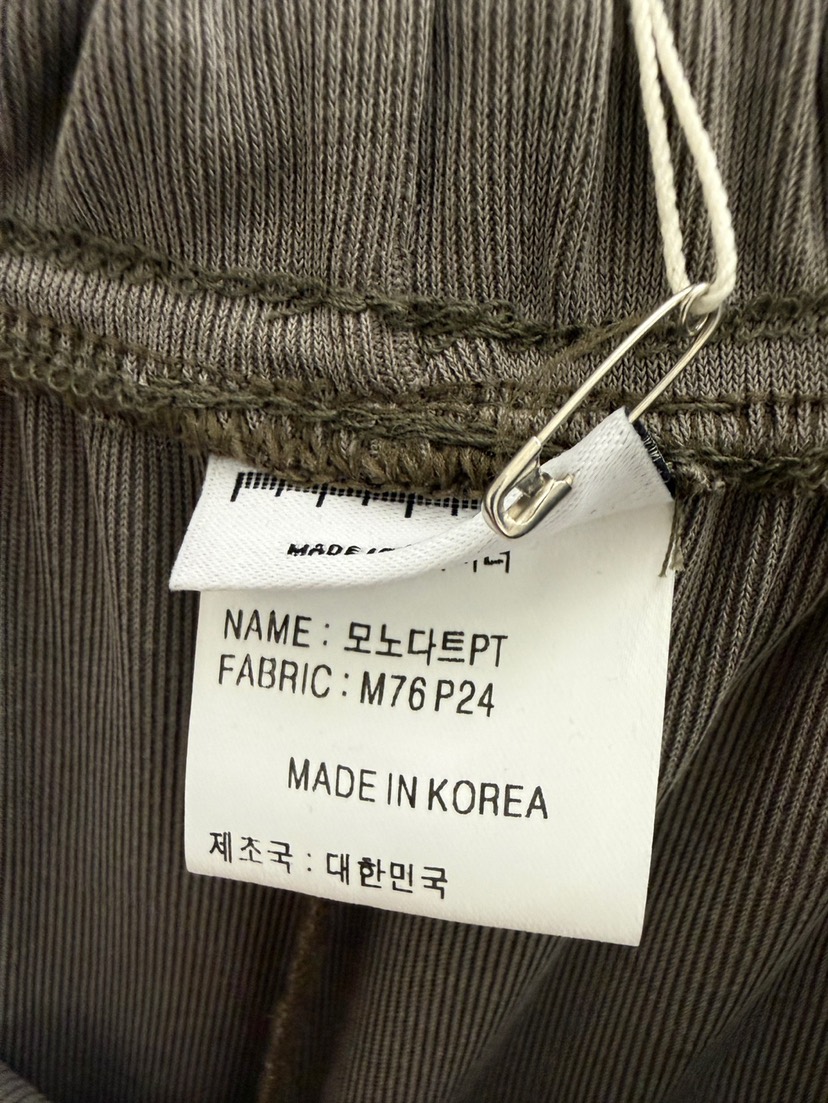 MADE
NAME : 모노다트PT
FABRIC : M76 P24
MADE IN KOREA
제조국 : 대한민국